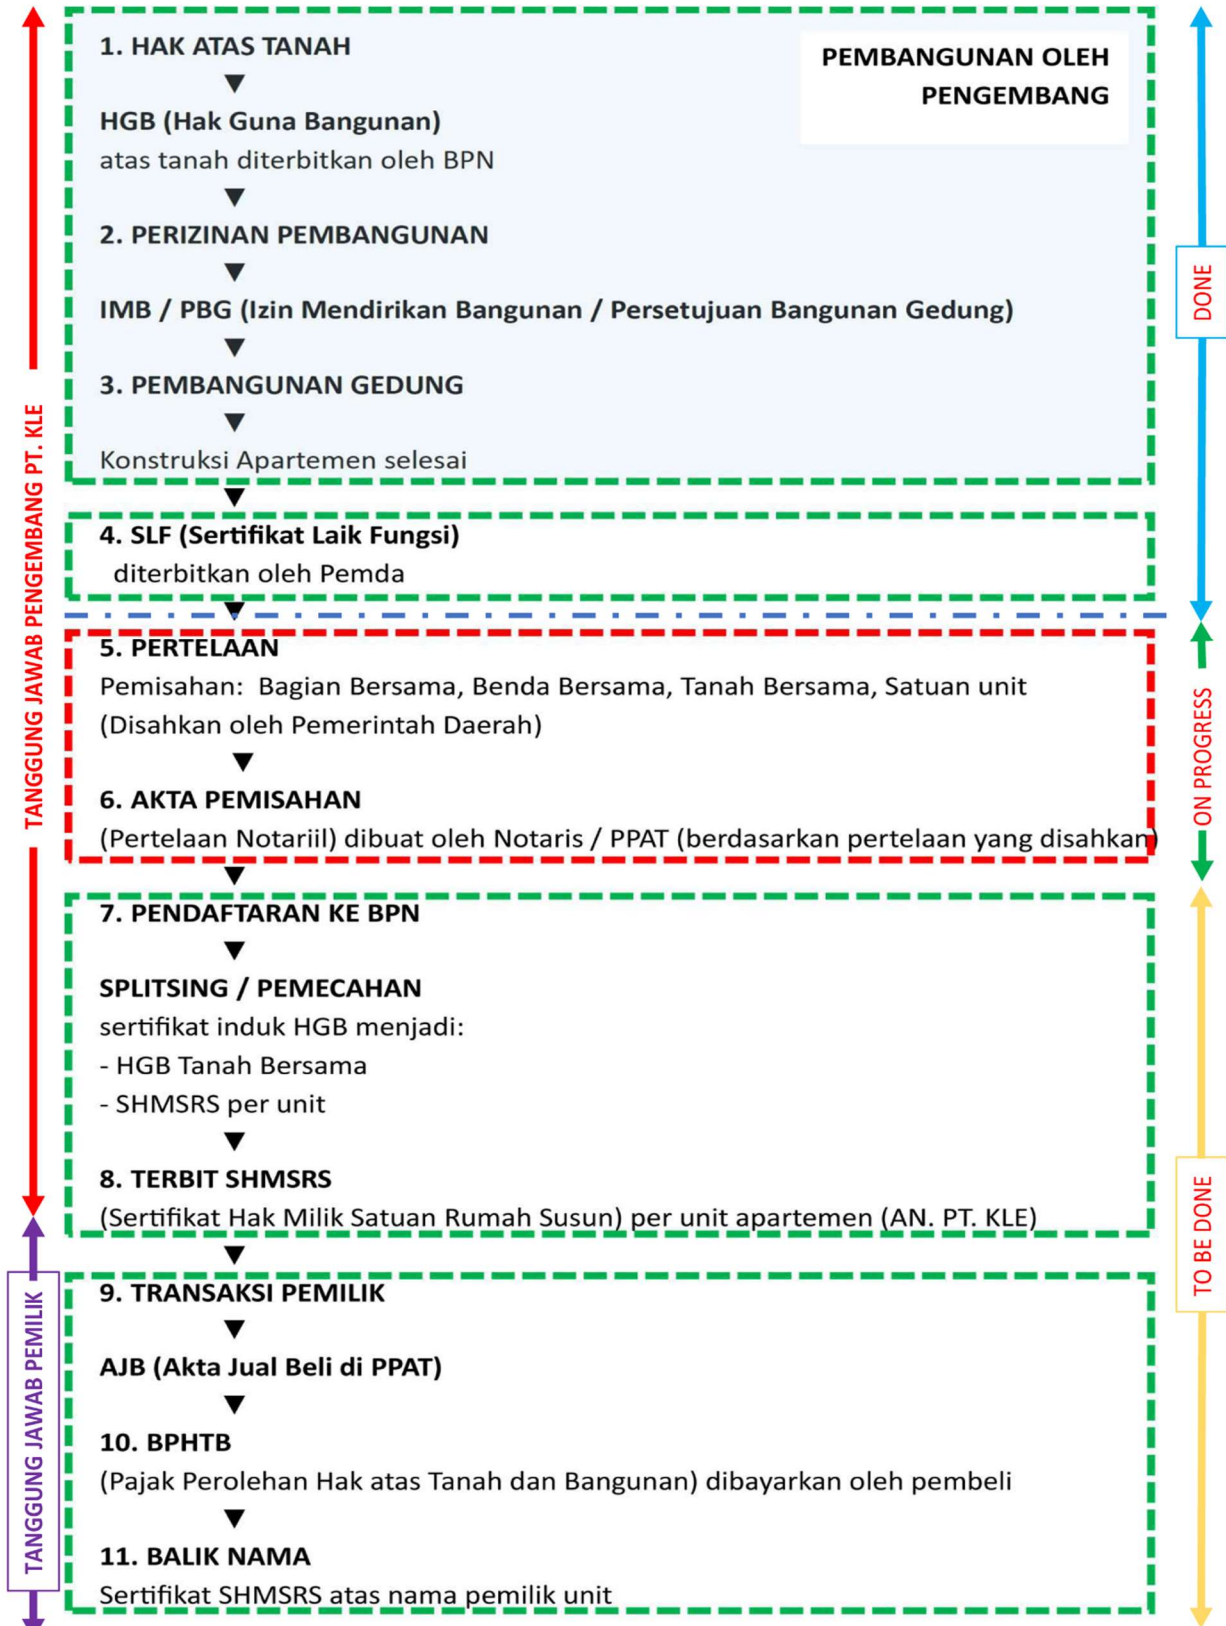 1. HAK ATAS TANAH
PEMBANGUNAN OLEH
PENGEMBANG
HGB (Hak Guna Bangunan)
atas tanah diterbitkan oleh BPN
2. PERIZINAN PEMBANGUNAN
IMB / PBG (Izin Mendirikan Bangunan / Persetujuan Bangunan Gedung)
3. PEMBANGUNAN GEDUNG
Konstruksi Apartemen selesai
4. SLF (Sertifikat Laik Fungsi)
diterbitkan oleh Pemda
5. PERTELAAN
Pemisahan: Bagian Bersama, Benda Bersama, Tanah Bersama, Satuan unit
(Disahkan oleh Pemerintah Daerah)
6. AKTA PEMISAHAN
(Pertelaan Notariil) dibuat oleh Notaris / PPAT (berdasarkan pertelaan yang disahkan)
7. PENDAFTARAN KE BPN
SPLITSING / PEMECAHAN
sertifikat induk HGB menjadi:
- HGB Tanah Bersama
- SHMSRS per unit
8. TERBIT SHMSRS
(Sertifikat Hak Milik Satuan Rumah Susun) per unit apartemen (AN. PT. KLE)
9. TRANSAKSI PEMILIK
AJB (Akta Jual Beli di PPAT)
10. BPHTB
(Pajak Perolehan Hak atas Tanah dan Bangunan) dibayarkan oleh pembeli
11. BALIK NAMA
Sertifikat SHMSRS atas nama pemilik unit
TANGGUNG JAWAB PENGEMBANG PT. KLE
TANGGUNG JAWAB PEMILIK
DONE
ON PROGRESS
TO BE DONE